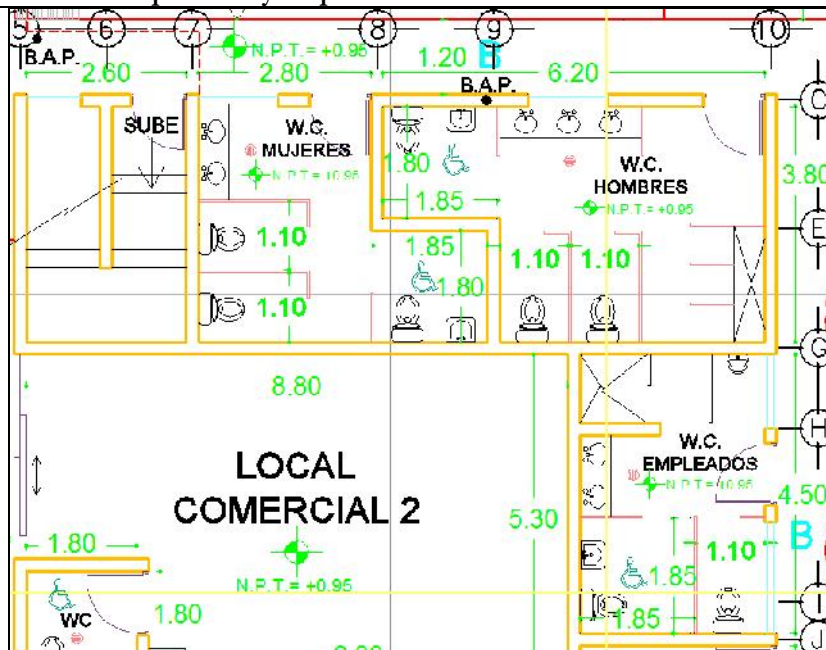 5 6 7 8 9 10
B.A.P.
N.P.T.= +0.95
1.20 B
2.60 2.80 6.20
B.A.P.
C
SUBE
W.C.
MUJERES
N.P.T.= +0.95
1.80
1.85
W.C.
HOMBRES
N.P.T.= +0.95
3.80
E
1.10
1.85
1.10 1.10
1.80
1.10
G
8.80
H
LOCAL
COMERCIAL 2
W.C.
EMPLEADOS
N.P.T.= +0.95
4.50
5.30
B
1.80
1.10
N.P.T.= +0.95
1.85
1.80
WC
1.85
I
J